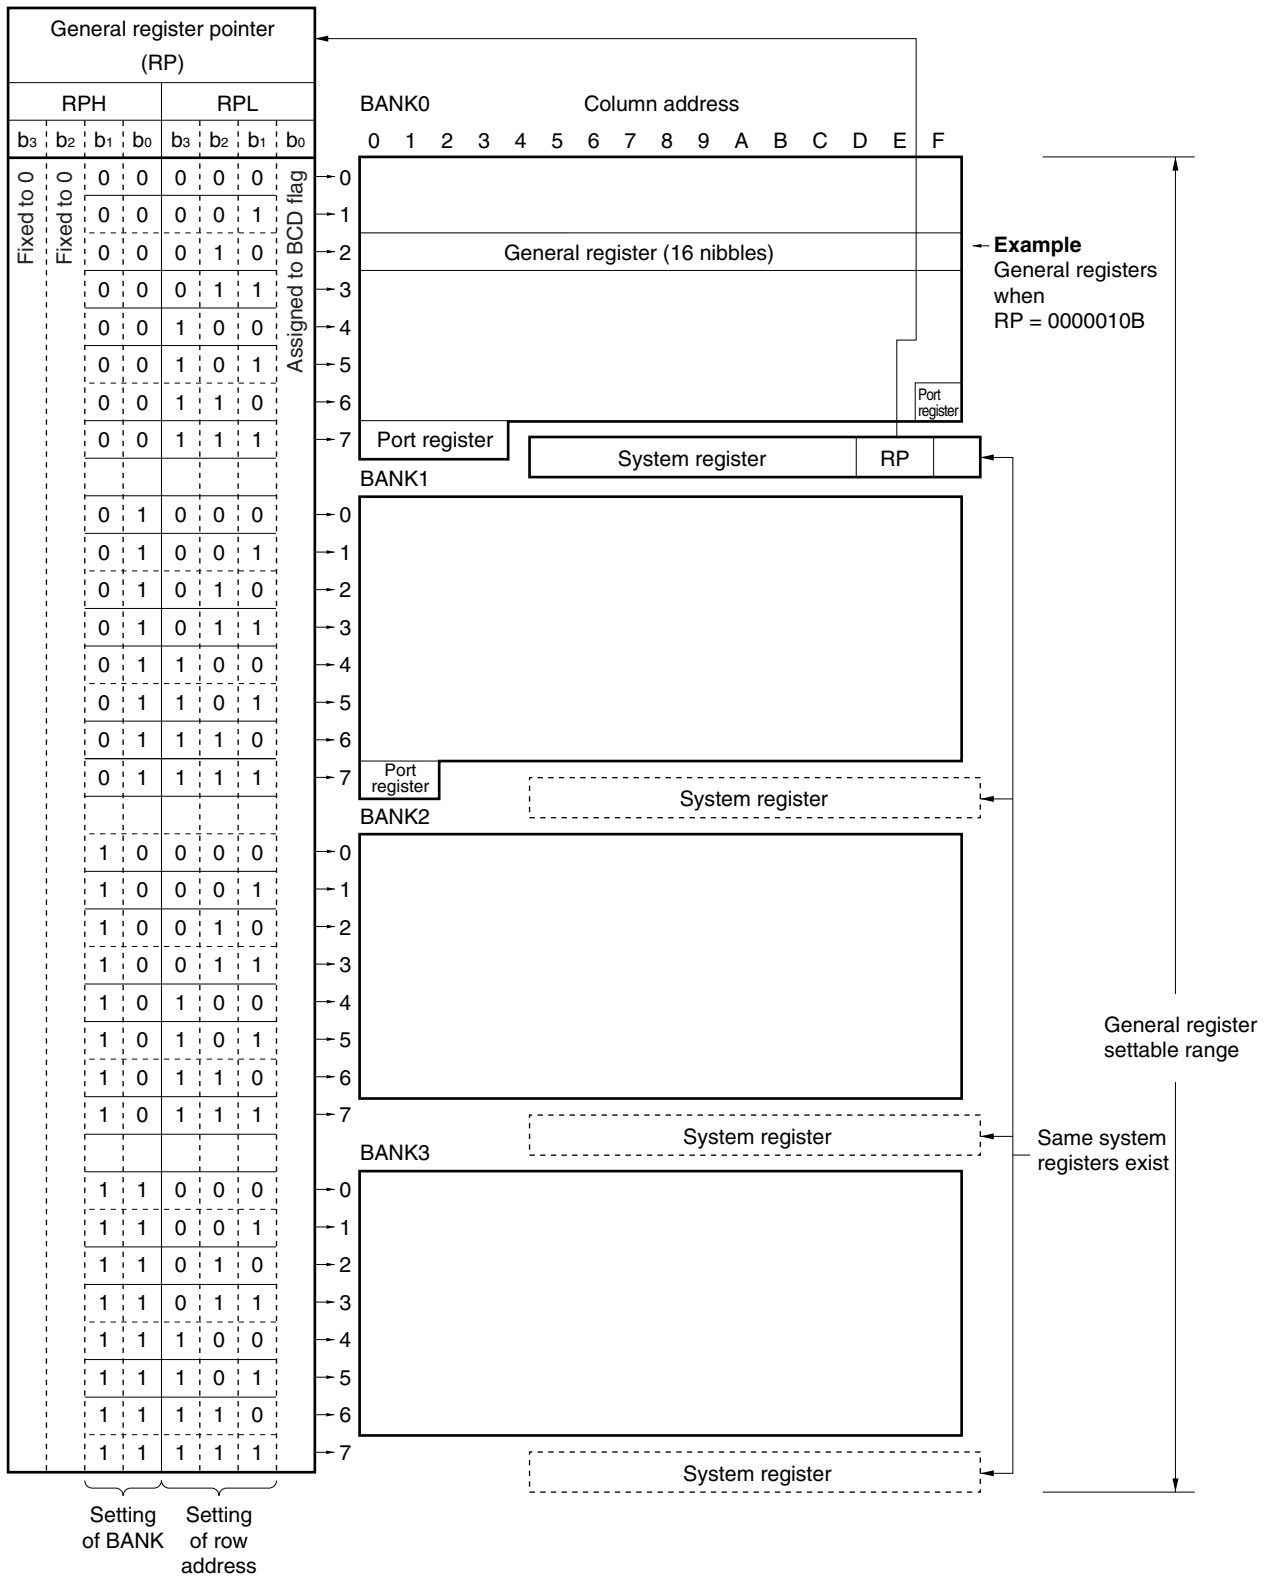 General register pointer
(RP)
RPH RPL
b3 b2 b1 b0 b3 b2 b1 b0
Fixed to 0
Fixed to 0
Assigned to BCD flag
BANK0 Column address
0 1 2 3 4 5 6 7 8 9 A B C D E F
0 0 0 0 0 0
0 0 0 0 1 1
0 0 0 1 0 2 General register (16 nibbles)
0 0 0 1 1 3
0 0 1 0 0 4
0 0 1 0 1 5
0 0 1 1 0 6
0 0 1 1 1 7
Example
General registers
when
RP = 0000010B
Port
register
Port register
System register RP
BANK1
0 1 0 0 0 0
0 1 0 0 1 1
0 1 0 1 0 2
0 1 0 1 1 3
0 1 1 0 0 4
0 1 1 0 1 5
0 1 1 1 0 6
0 1 1 1 1 7
Port
register
System register
BANK2
1 0 0 0 0 0
1 0 0 0 1 1
1 0 0 1 0 2
1 0 0 1 1 3
1 0 1 0 0 4
1 0 1 0 1 5
1 0 1 1 0 6
1 0 1 1 1 7
General register
settable range
System register
Same system
registers exist
BANK3
1 1 0 0 0 0
1 1 0 0 1 1
1 1 0 1 0 2
1 1 0 1 1 3
1 1 1 0 0 4
1 1 1 0 1 5
1 1 1 1 0 6
1 1 1 1 1 7
System register
Setting
of BANK
Setting
of row
address